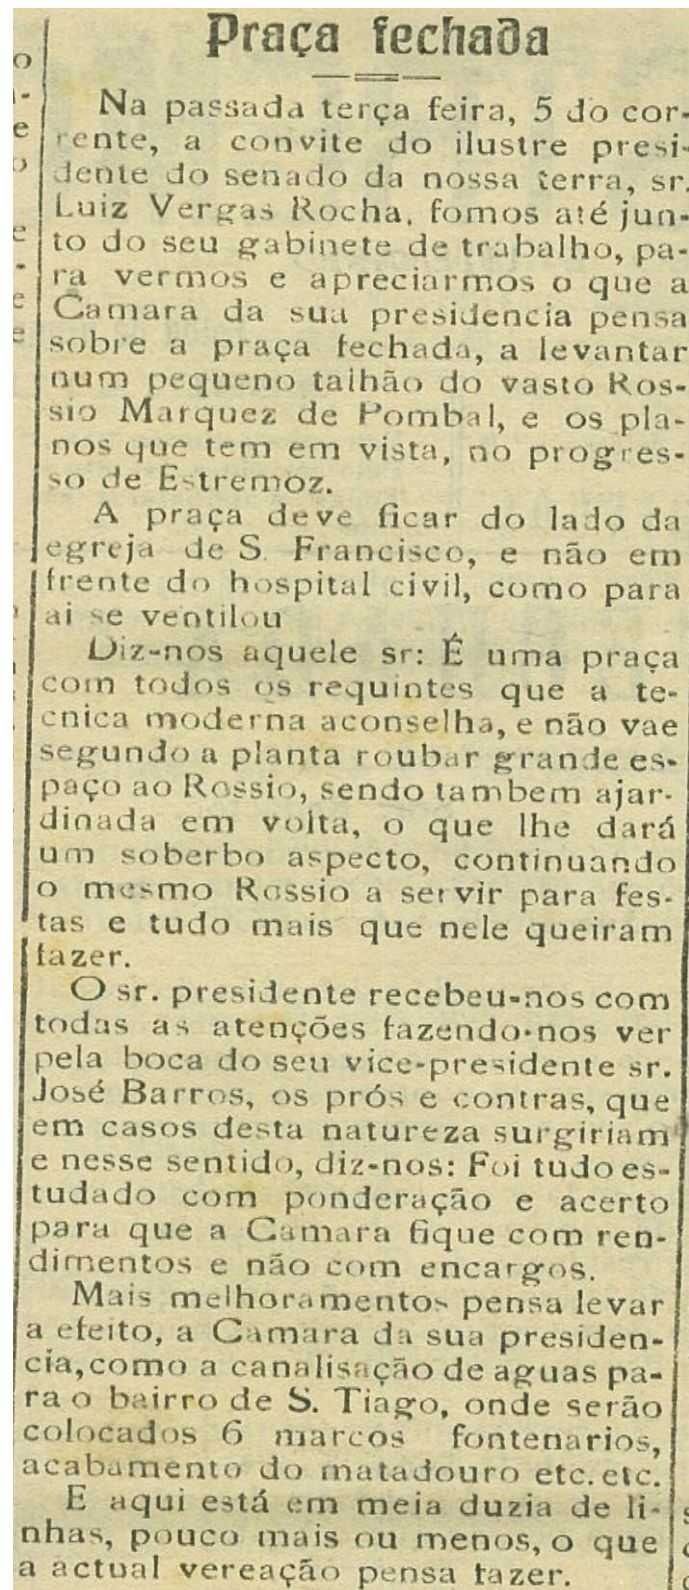 Praça fechada
Na passada terça feira, 5 do cor-
rente, a convite do ilustre presi-
dente do senado da nossa terra, sr.
Luiz Vergas Rocha, fomos até jun-
to do seu gabinete de trabalho, pa-
ra vermos e apreciarmos o que a
Camara da sua presidencia pensa
sobre a praça fechada, a levantar
num pequeno talhão do vasto Ros-
sio Marquez de Pombal, e os pla-
nos que tem em vista, no progres-
so de Estremoz.
A praça deve ficar do lado da
egreja de S. Francisco, e não em
frente do hospital civil, como para
ai se ventilou
Diz-nos aquele sr: É uma praça
com todos os requintes que a te-
cnica moderna aconselha, e não vae
segundo a planta roubar grande es-
paço ao Rossio, sendo tambem ajar-
dinada em volta, o que lhe dará
um soberbo aspecto, continuando
o mesmo Rossio a servir para fes-
tas e tudo mais que nele queiram
fazer.
O sr. presidente recebeu-nos com
todas as atenções fazendo-nos ver
pela boca do seu vice-presidente sr.
José Barros, os prós e contras, que
em casos desta natureza surgiriam
e nesse sentido, diz-nos: Foi tudo es-
tudado com ponderação e acerto
para que a Camara fique com ren-
dimentos e não com encargos.
Mais melhoramentos pensa levar
a efeito, a Camara da sua presiden-
cia, como a canalisação de aguas pa-
ra o bairro de S. Tiago, onde serão
colocados 6 marcos fontenarios,
acabamento do matadouro etc. etc.
E aqui está em meia duzia de li-
nhas, pouco mais ou menos, o que
a actual vereação pensa fazer.